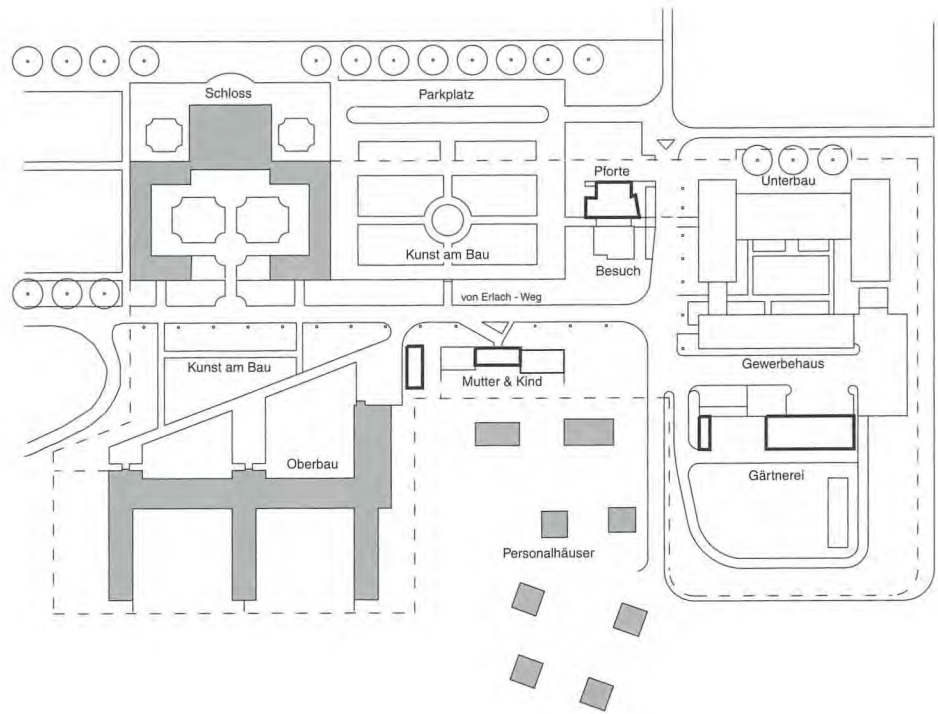 Schloss
Parkplatz
Pforte
Unterbau
Kunst am Bau
Besuch
von Erlach - Weg
Kunst am Bau
Mutter & Kind
Gewerbehaus
Oberbau
Gärtnerei
Personalhäuser